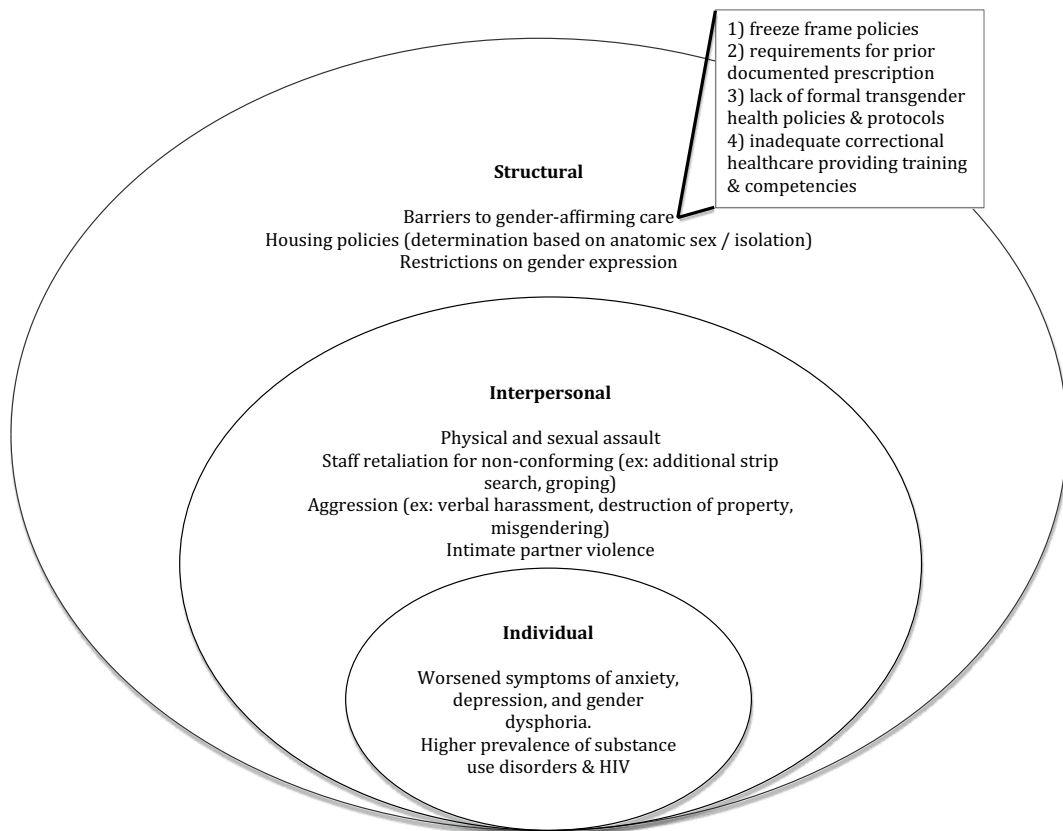 1) freeze frame policies
2) requirements for prior
documented prescription
3) lack of formal transgender
health policies & protocols
4) inadequate correctional
healthcare providing training
& competencies
Structural
Barriers to gender-affirming care
Housing policies (determination based on anatomic sex / isolation)
Restrictions on gender expression
Interpersonal
Physical and sexual assault
Staff retaliation for non-conforming (ex: additional strip
search, groping)
Aggression (ex: verbal harassment, destruction of property,
misgendering)
Intimate partner violence
Individual
Worsened symptoms of anxiety,
depression, and gender
dysphoria.
Higher prevalence of substance
use disorders & HIV